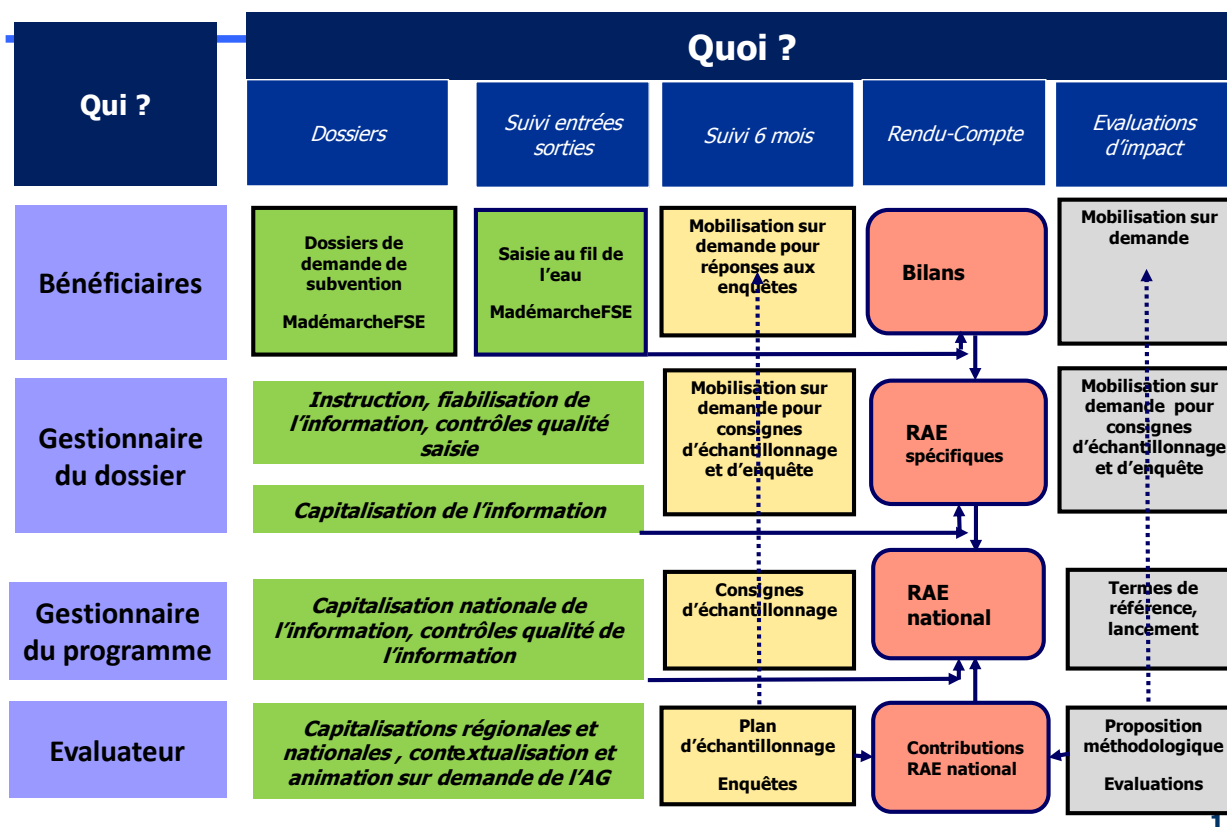 Qui ?
Quoi ?
Dossiers
Suivi entrées
sorties
Suivi 6 mois
Rendu-Compte
Evaluations
d'impact
Bénéficiaires
Dossiers de
demande de
subvention
MadémarcheFSE
Saisie au fil de
l'eau
MadémarcheFSE
Mobilisation sur
demande pour
réponses aux
enquêtes
Bilans
Mobilisation sur
demande
Gestionnaire
du dossier
Instruction, fiabilisation de
l'information, contrôles qualité
saisie
Capitalisation de l'information
Mobilisation sur
demande pour
consignes
d'échantillonnage
et d'enquête
RAE
spécifiques
Mobilisation sur
demande pour
consignes
d'échantillonnage
et d'enquête
Gestionnaire
du programme
Capitalisation nationale de
l'information, contrôles qualité de
l'information
Consignes
d'échantillonnage
RAE
national
Termes de
référence,
lancement
Evaluateur
Capitalisations régionales et
nationales , contextualisation et
animation sur demande de l'AG
Plan
d'échantillonnage
Enquêtes
Contributions
RAE national
Proposition
méthodologique
Evaluations
1